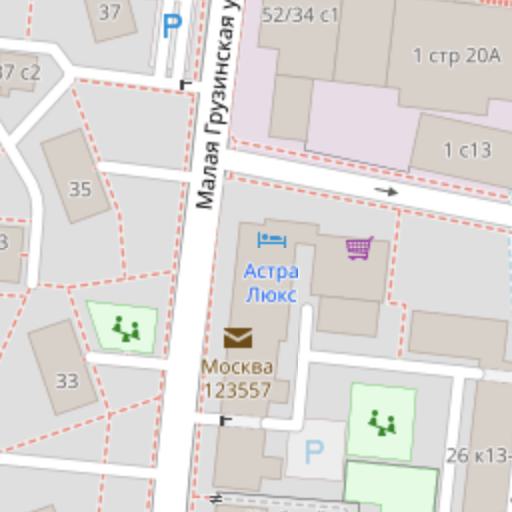 37
P
52/34 с1
1 стр 20А
37 с2
Малая Грузинская у
1 с13
35
Астра
Люкс
Москва
123557
33
P
26 к13-